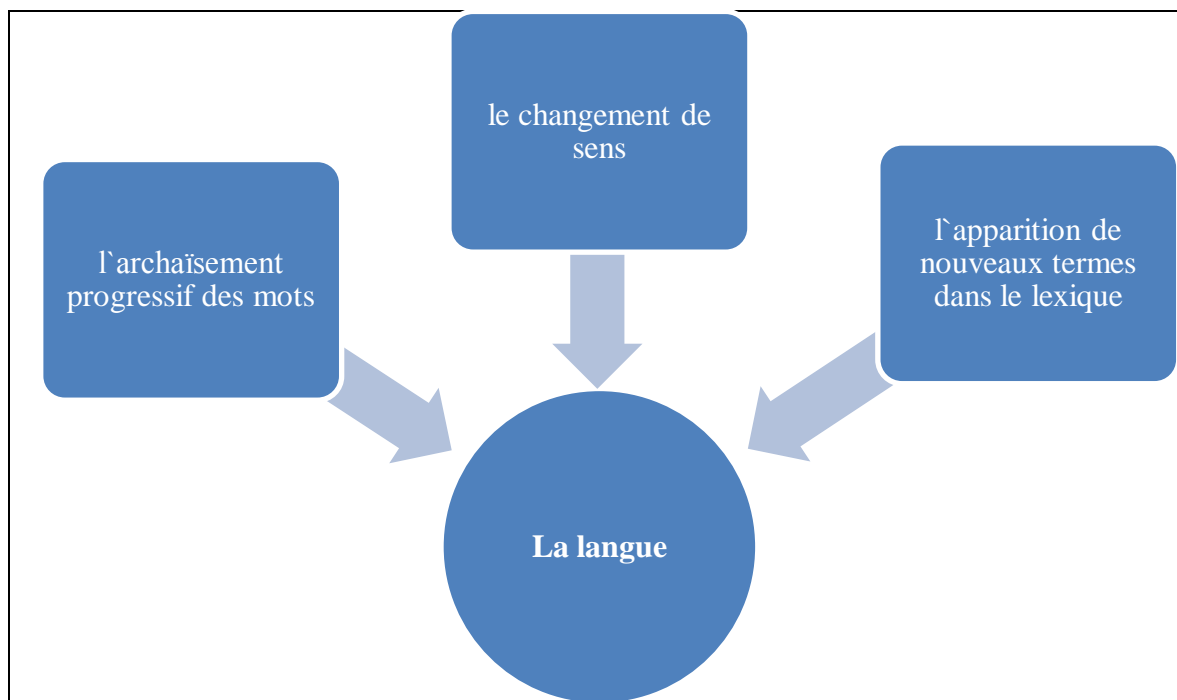 le changement de
sens
l`archaïsement
progressif des mots
l`apparition de
nouveaux termes
dans le lexique
La langue